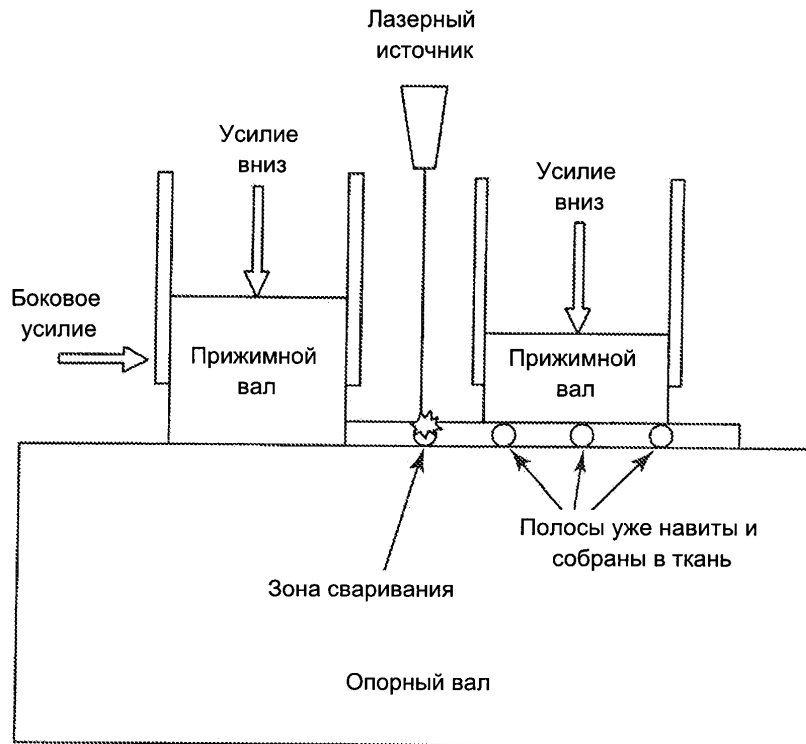 Лазерный
источник
Усилие
вниз
Усилие
вниз
Боковое
усилие
Прижимной
вал
Прижимной
вал
Полосы уже навиты и
собраны в ткань
Зона сваривания
Опорный вал